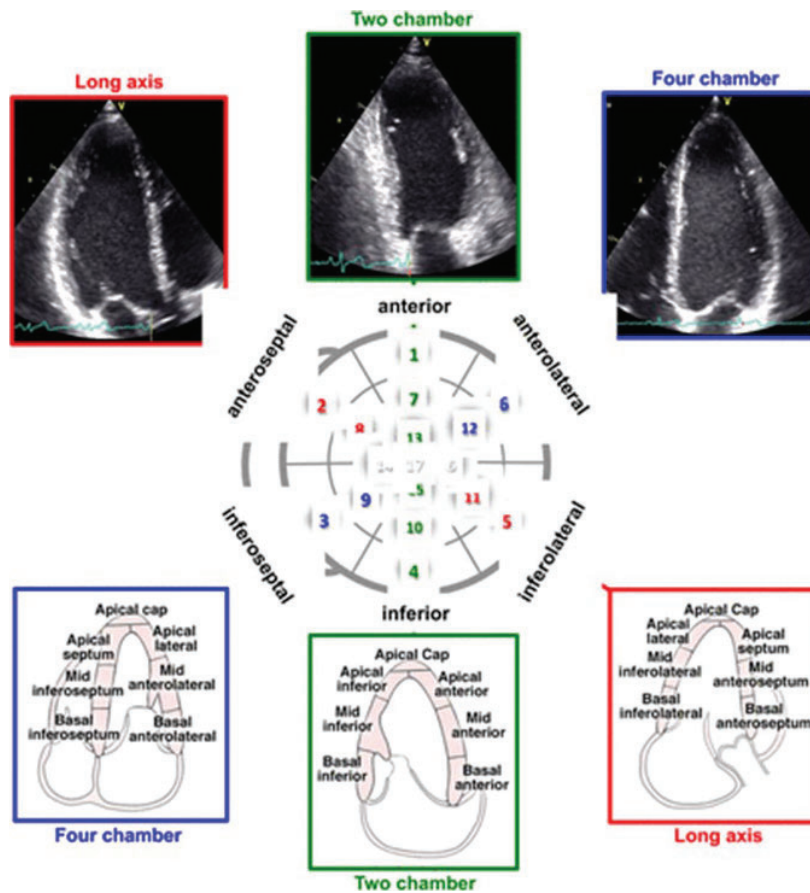 Two chamber
Long axis
Four chamber
V
V
V
anterior
anteroseptal
anterolateral
1
7
2
6
8
12
13
17
9
11
3
10
5
4
inferoseptal
inferolateral
inferior
Apical cap
Apical septum
Apical lateral
Mid inferoseptum
Mid anterolateral
Basal inferoseptum
Basal anterolateral
Four chamber
Apical Cap
Apical inferior
Apical anterior
Mid inferior
Mid anterior
Basal inferior
Basal anterior
Two chamber
Apical Cap
Apical lateral
Apical septum
Mid inferolateral
Mid anteroseptum
Basal inferolateral
Basal anteroseptum
Long axis